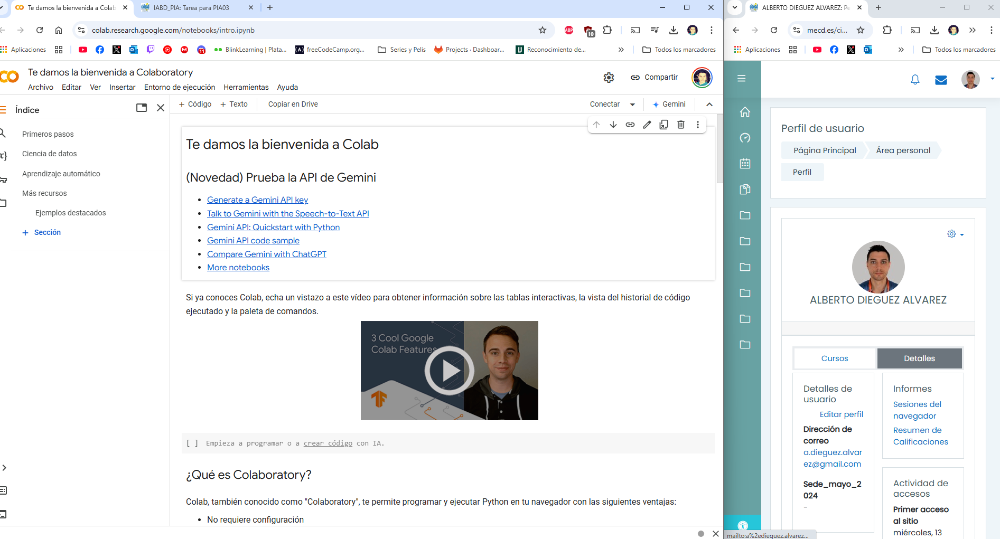 Te damos la bienvenida a Colab
IABD_PIA: Tarea para PIA03
colab.research.google.com/notebooks/intro.ipynb
ABP
10
Aplicaciones
11
BlinkLearning | Plata...
freeCodeCamp.org...
Series y Pelis
Projects · Dashboar...
Reconocimiento de...
Todos los marcadores
Te damos la bienvenida a Colaboratory
Archivo Editar Ver Insertar Entorno de ejecución Herramientas Ayuda
Compartir
Índice
Primeros pasos
Ciencia de datos
Aprendizaje automático
Más recursos
Ejemplos destacados
+ Sección
+ Código + Texto Copiar en Drive
Conectar Gemini
Te damos la bienvenida a Colab
(Novedad) Prueba la API de Gemini
• Generate a Gemini API key
• Talk to Gemini with the Speech-to-Text API
• Gemini API: Quickstart with Python
• Gemini API code sample
• Compare Gemini with ChatGPT
• More notebooks
Si ya conoces Colab, echa un vistazo a este vídeo para obtener información sobre las tablas interactivas, la vista del historial de código
ejecutado y la paleta de comandos.
3 Cool Google
Colab Features
[ ] Empieza a programar o a crear código con IA.
¿Qué es Colaboratory?
Colab, también conocido como "Colaboratory", te permite programar y ejecutar Python en tu navegador con las siguientes ventajas:
• No requiere configuración
ALBERTO DIEGUEZ ALVAREZ: Pe
mecd.es/ci...
Aplicaciones
Todos los marcadores
Perfil de usuario
Página Principal
Área personal
Perfil
ALBERTO DIEGUEZ ALVAREZ
Cursos
Detalles
Detalles de
usuario
Editar perfil
Dirección de
correo
a.dieguez.alvar
ez@gmail.com
Sede_mayo_2
024
-
Informes
Sesiones del
navegador
Resumen de
Calificaciones
Actividad de
accesos
Primer acceso
al sitio
miércoles, 13
mailto:a%2edieguez.alvarez...